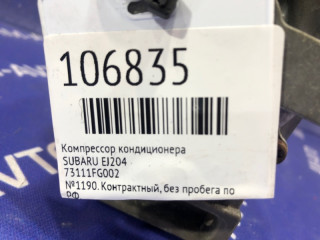 106835
Компрессор кондиционера
SUBARU EJ204
73111FG002
№1190. Контрактный, без пробега по
РФ